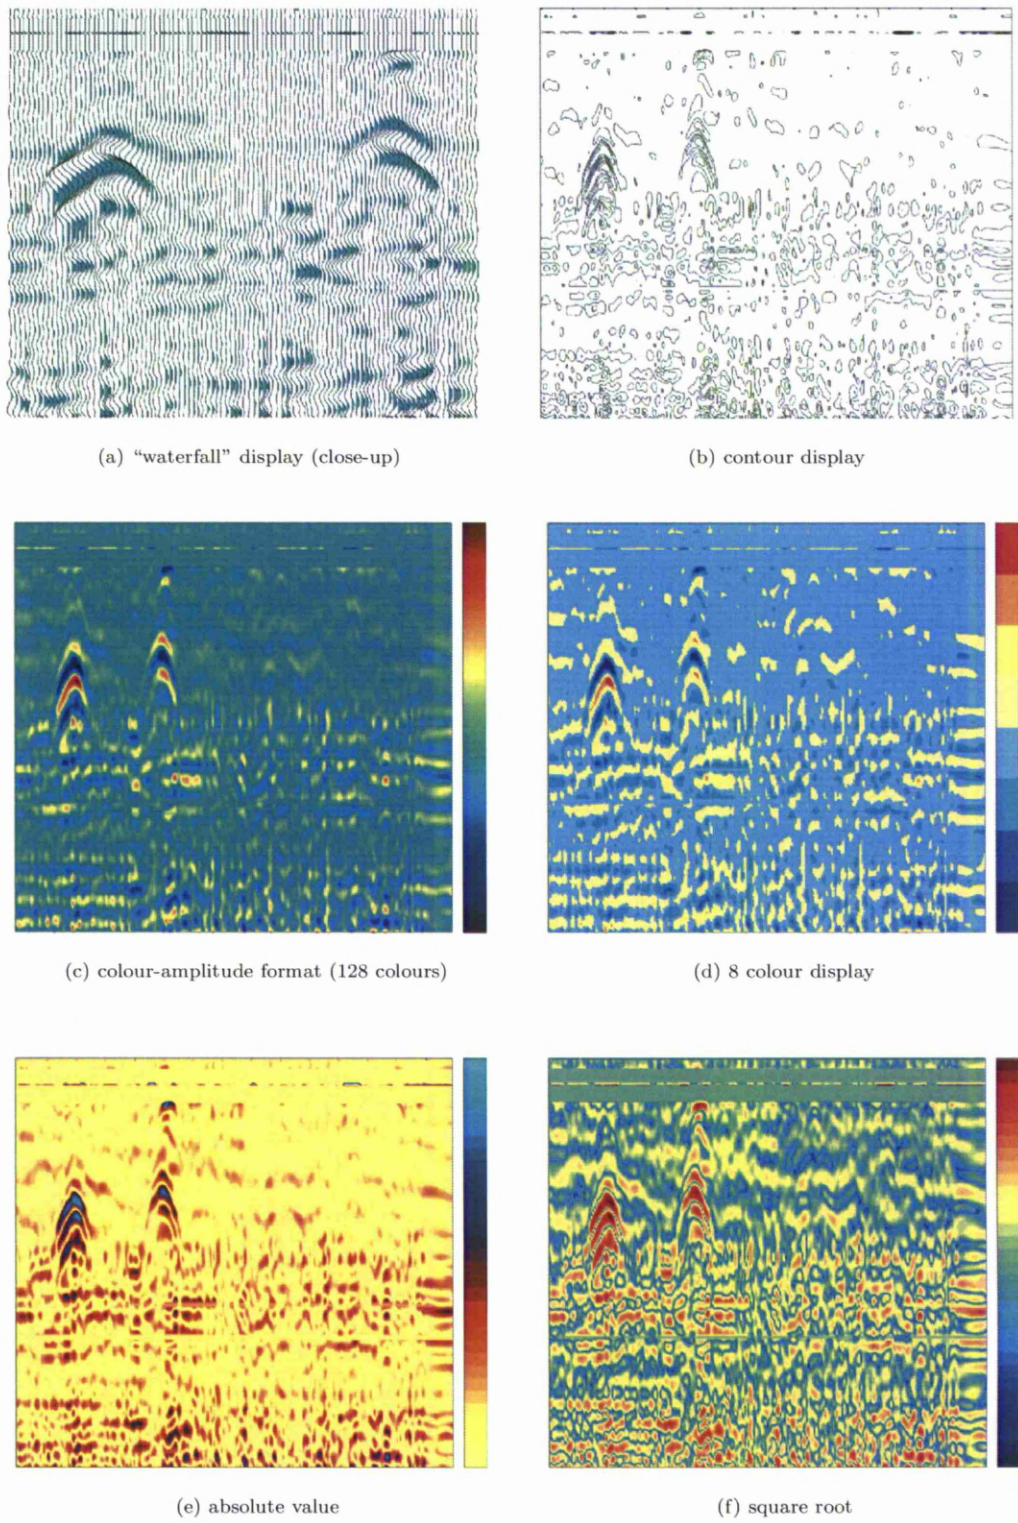 (a) “waterfall” display (close-up)
(b) contour display
(c) colour-amplitude format (128 colours)
(d) 8 colour display
(e) absolute value
(f) square root